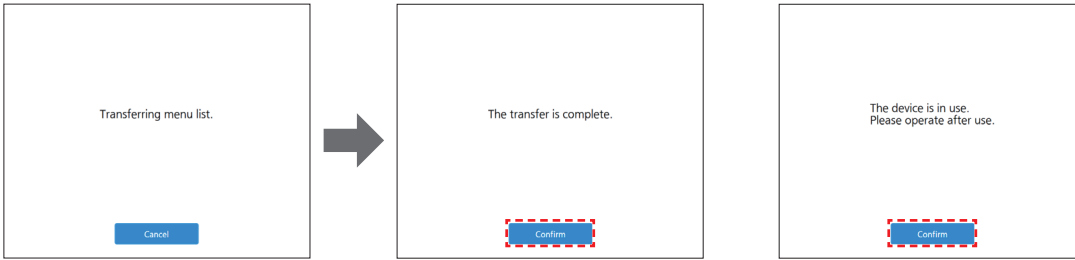 Transferring menu list.
Cancel
The transfer is complete.
Confirm
The device is in use.
Please operate after use.
Confirm